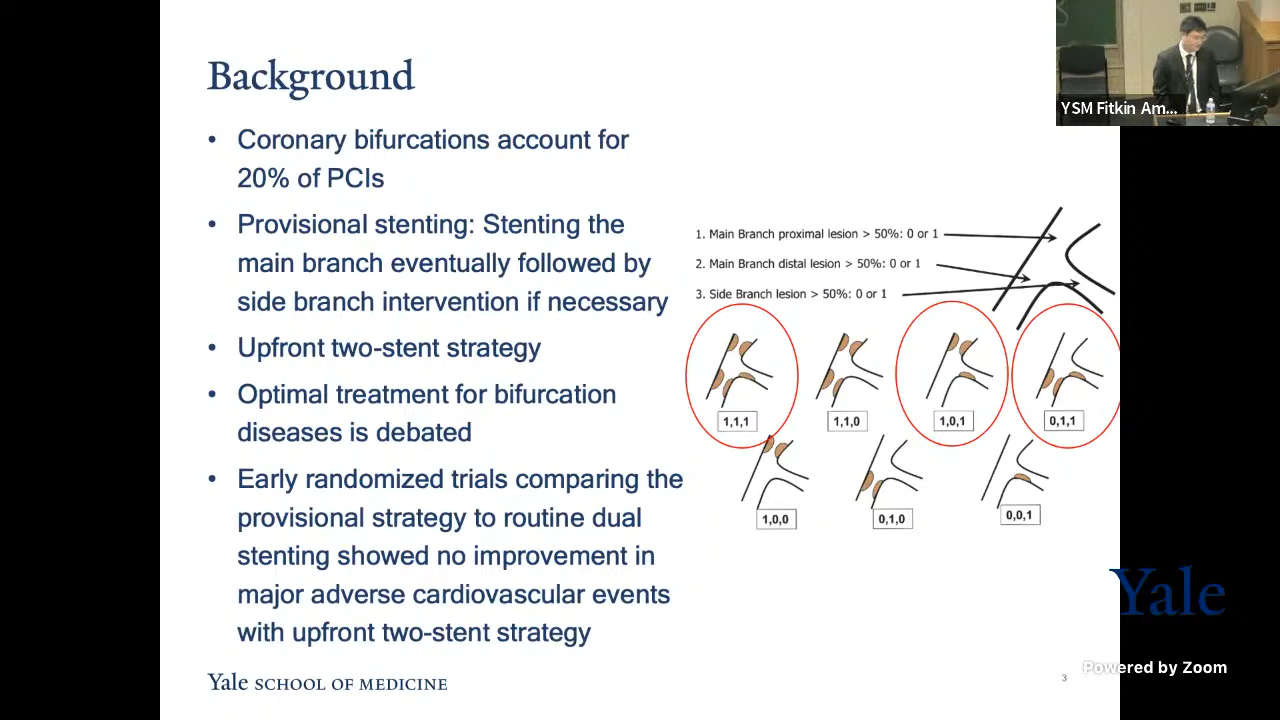 Background
YSM Fitkin Am...
• Coronary bifurcations account for
20% of PCIs
• Provisional stenting: Stenting the
main branch eventually followed by
side branch intervention if necessary
• Upfront two-stent strategy
• Optimal treatment for bifurcation
diseases is debated
• Early randomized trials comparing the
provisional strategy to routine dual
stenting showed no improvement in
major adverse cardiovascular events
with upfront two-stent strategy
1. Main Branch proximal lesion > 50%: 0 or 1
2. Main Branch distal lesion > 50%: 0 or 1
3. Side Branch lesion > 50%: 0 or 1
1,1,1
1,1,0
1,0,1
0,1,1
1,0,0
0,1,0
0,0,1
Yale
Powered by Zoom
Yale SCHOOL OF MEDICINE
3